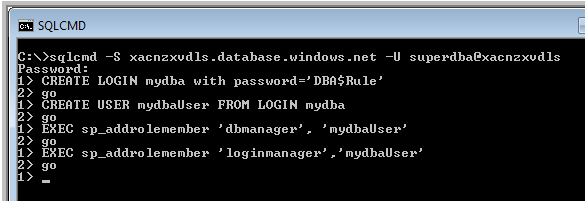 SQLCMD
C:\>sqlcmd -S xacnzxvdls.database.windows.net -U superdba@xacnzxvdls
Password:
1> CREATE LOGIN mydba with password='DBA$Rule'
2> go
1> CREATE USER mydbaUser FROM LOGIN mydba
2> go
1> EXEC sp_addrolemember 'dbmanager', 'mydbaUser'
2> go
1> EXEC sp_addrolemember 'loginmanager','mydbaUser'
2> go
1> _